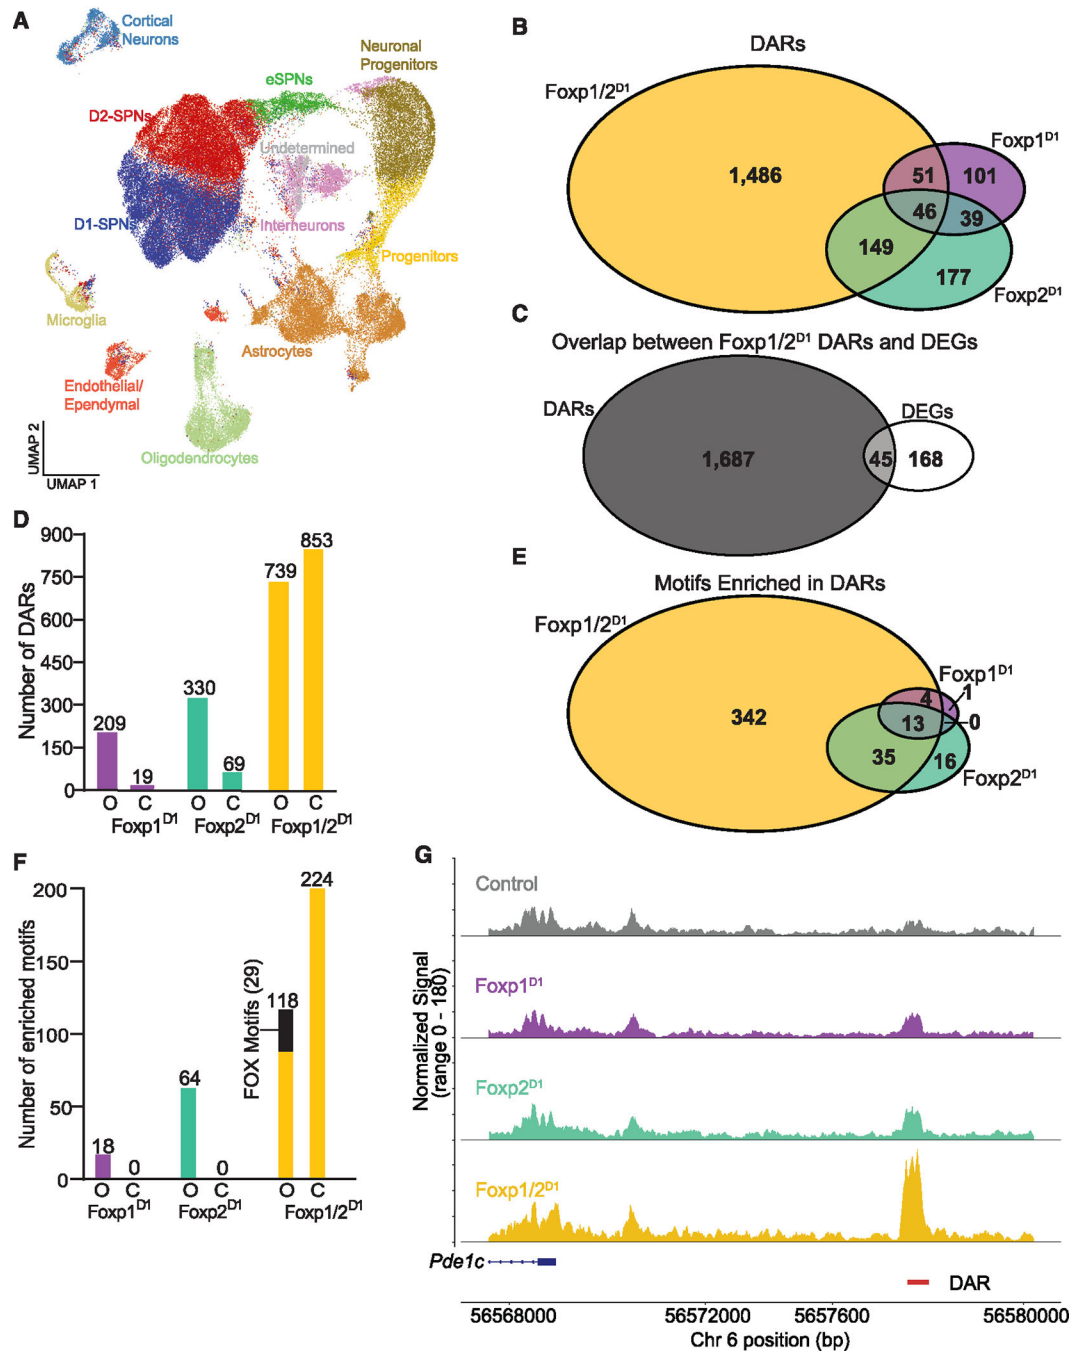 A
Cortical
Neurons
Neuronal
Progenitors
eSPNs
D2-SPNs
Undetermined
D1-SPNs
Interneurons
Progenitors
Microglia
Astrocytes
Endothelial/
Ependymal
Oligodendrocytes
UMAP 2
UMAP 1
B
DARs
Foxp1/2D1
Foxp1D1
1,486
51
101
46
39
149
177
Foxp2D1
C
Overlap between Foxp1/2D1 DARs and DEGs
DARs
DEGs
1,687
45
168
D
Number of DARs
900
750
600
450
300
150
0
209
19
330
69
739
853
O C O C O C
Foxp1D1 Foxp2D1 Foxp1/2D1
E
Motifs Enriched in DARs
Foxp1/2D1
Foxp1D1
342
4
1
13
0
35
16
Foxp2D1
F
Number of enriched motifs
200
150
100
50
0
18
0
64
0
FOX Motifs (29)
118
224
O C O C O C
Foxp1D1 Foxp2D1 Foxp1/2D1
G
Normalized Signal
(range 0 - 180)
Control
Foxp1D1
Foxp2D1
Foxp1/2D1
Pde1c
DAR
56568000 56572000 5657600 56580000
Chr 6 position (bp)